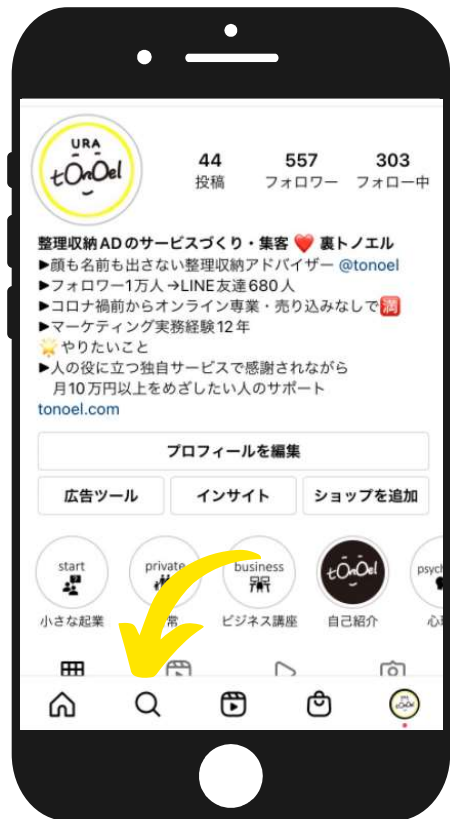 URA
tOnOel
44 557 303
投稿 フォロワー フォロー中
整理収納ADのサービスづくり・集客❤️裏トノエル
▶顔も名前も出さない整理収納アドバイザー @tonoel
▶フォロワー1万人→LINE友達680人
▶コロナ禍前からオンライン専業・売り込みなしで🈵
▶マーケティング実務経験12年
🌟やりたいこと
▶人の役に立つ独自サービスで感謝されながら
月10万円以上をめざしたい人のサポート
tonoel.com
プロフィールを編集
広告ツール インサイト ショップを追加
start private business tOnOel psych
小さな起業 常 ビジネス講座 自己紹介 心